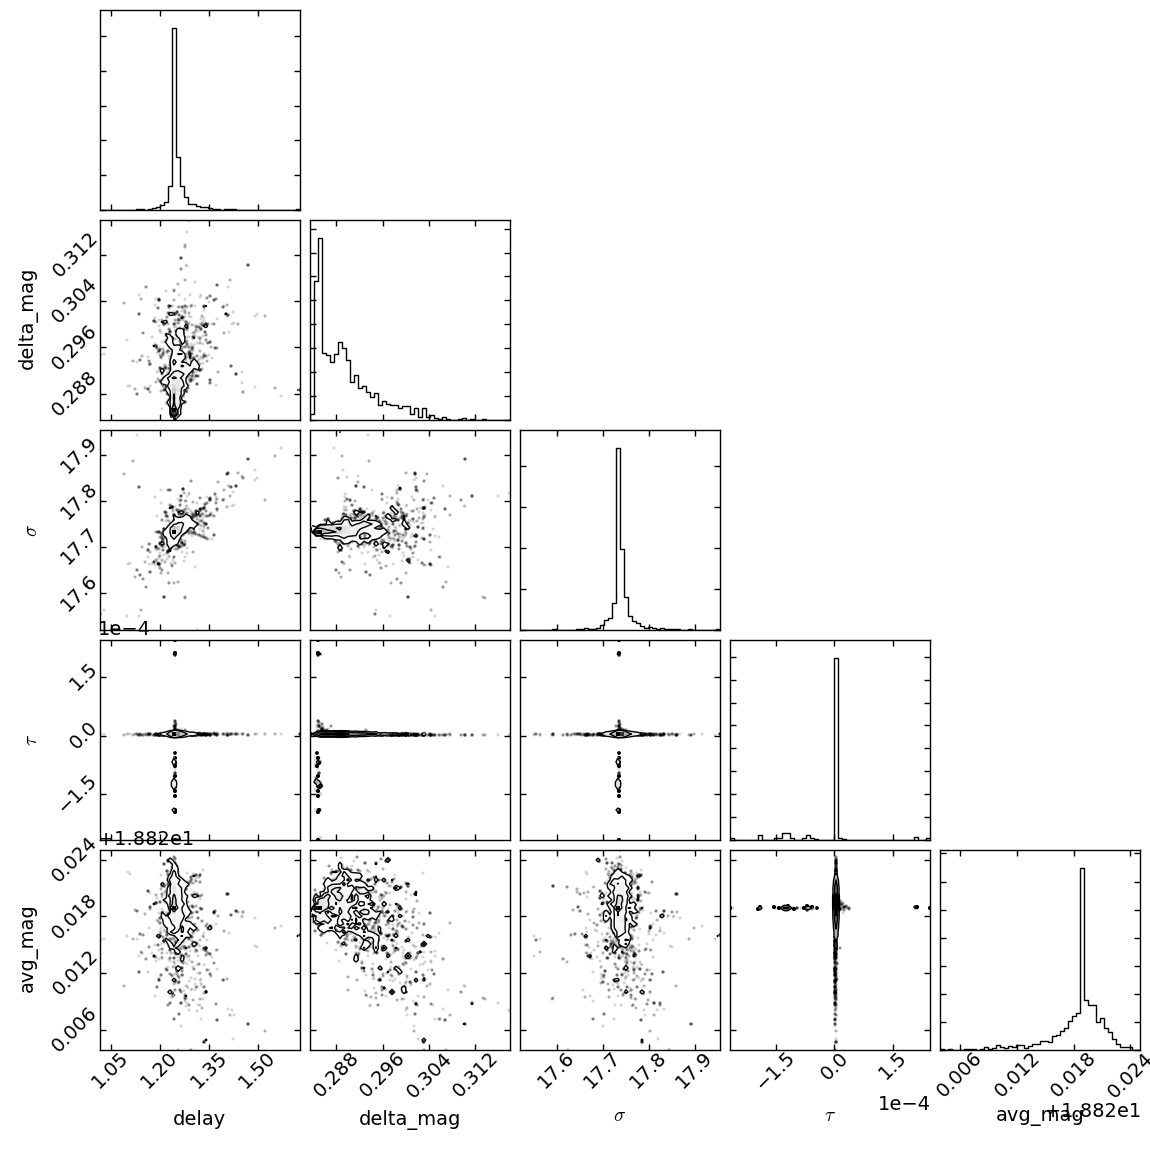 delta_mag
0.312
0.304
0.296
0.288
σ
17.9
17.8
17.7
17.6
1e−4
τ
1.5
0.0
−1.5
+1.882e1
avg_mag
0.024
0.018
0.012
0.006
1.05 1.20 1.35 1.50 0.288 0.296 0.304 0.312 17.6 17.7 17.8 17.9 −1.5 0.0 1.5 0.006 0.012 0.018 0.024
1e−4 +1.882e1
delay delta_mag σ τ avg_mag